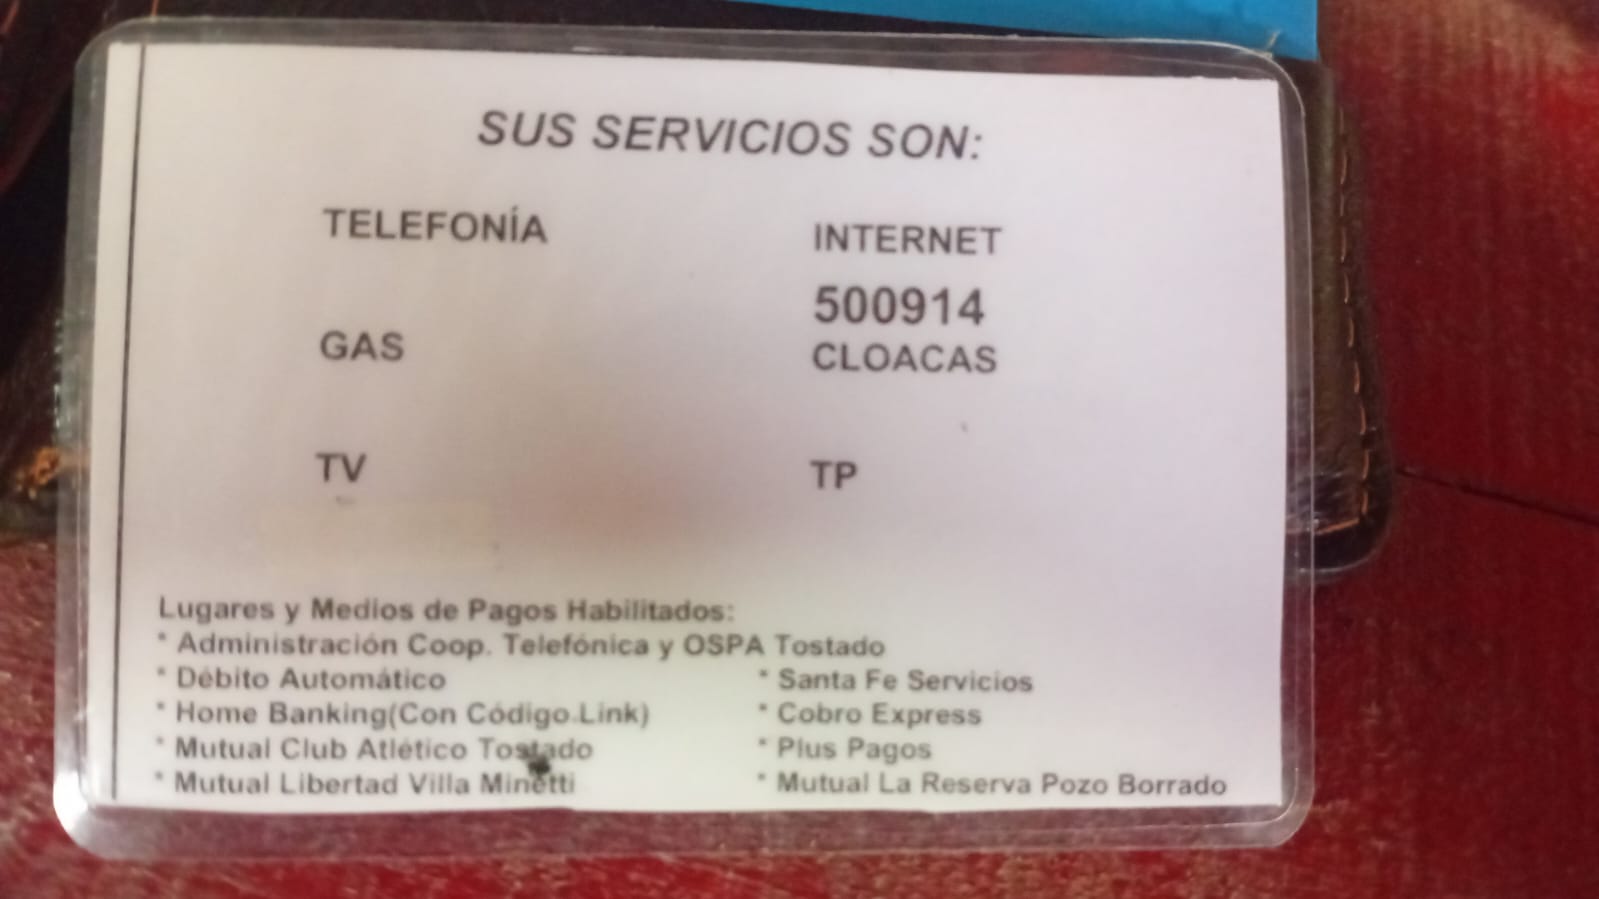 SUS SERVICIOS SON:
TELEFONÍA
INTERNET
500914
GAS
CLOACAS
TV
TP
Lugares y Medios de Pagos Habilitados:
* Administración Coop. Telefónica y OSPA Tostado
* Débito Automático
* Santa Fe Servicios
* Home Banking(Con Código.Link)
* Cobro Express
* Mutual Club Atlético Tostado
* Plus Pagos
* Mutual Libertad Villa Minetti
* Mutual La Reserva Pozo Borrado